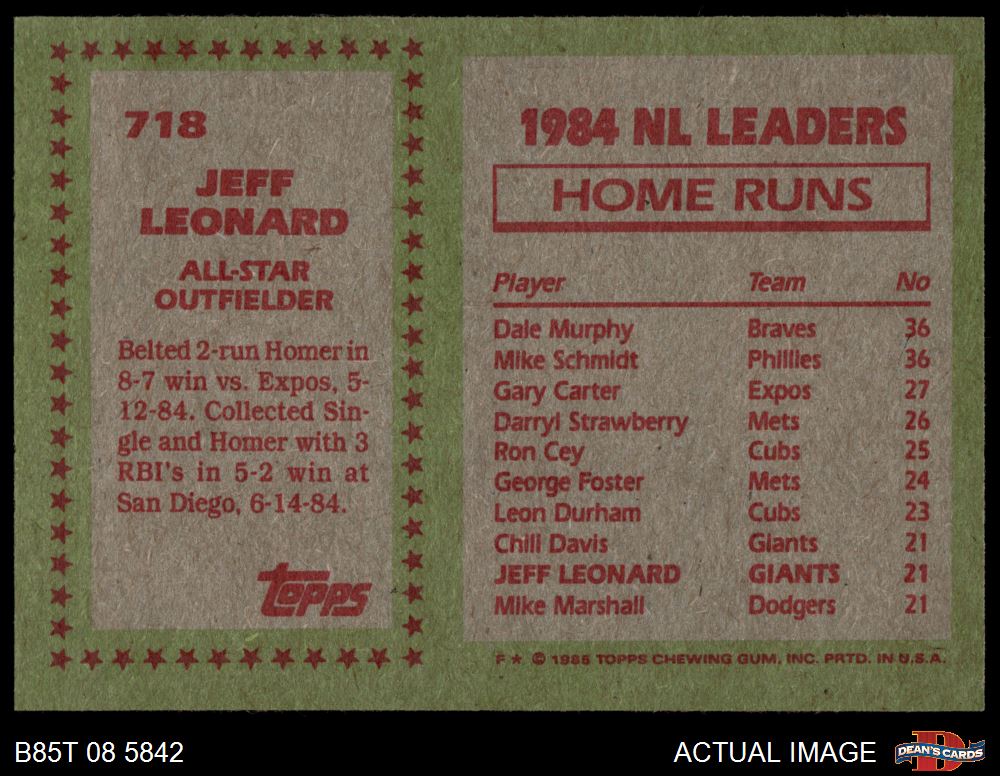 718
JEFF
LEONARD
ALL-STAR
OUTFIELDER
Belted 2-run Homer in
8-7 win vs. Expos, 5-
12-84. Collected Sin-
gle and Homer with 3
RBI's in 5-2 win at
San Diego, 6-14-84.
topps
1984 NL LEADERS
HOME RUNS
Player Team No
Dale Murphy Braves 36
Mike Schmidt Phillies 36
Gary Carter Expos 27
Darryl Strawberry Mets 26
Ron Cey Cubs 25
George Foster Mets 24
Leon Durham Cubs 23
Chili Davis Giants 21
JEFF LEONARD GIANTS 21
Mike Marshall Dodgers 21
F★ © 1985 TOPPS CHEWING GUM, INC. PRTD. IN U.S.A.
B85T 08 5842
ACTUAL IMAGE
D
DEAN'S CARDS